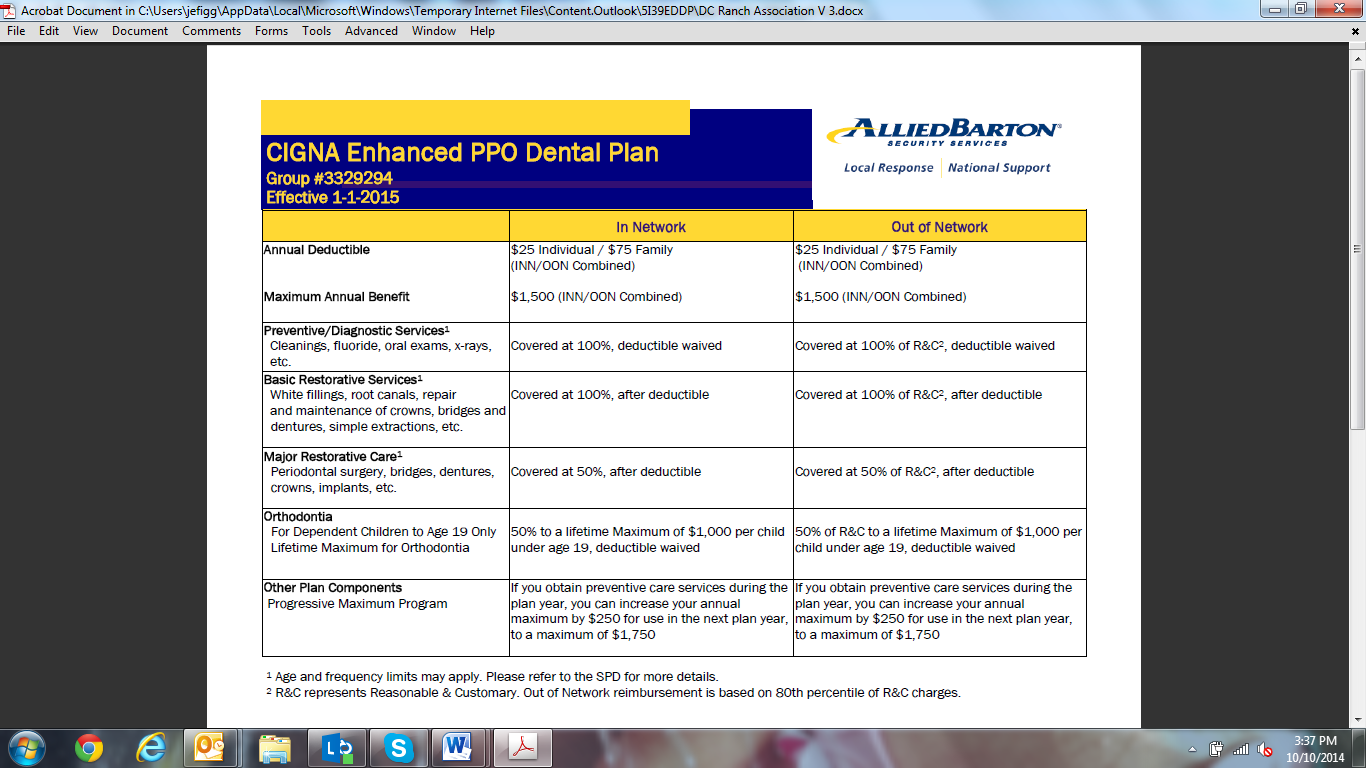 Acrobat Document in C:\Users\jefigg\AppData\Local\Microsoft\Windows\Temporary Internet Files\Content.Outlook\5I39EDDP\DC Ranch Association V 3.docx
File Edit View Document Comments Forms Tools Advanced Window Help
CIGNA Enhanced PPO Dental Plan
Group #3329294
Effective 1-1-2015
ALLIEDBARTON®
SECURITY SERVICES
Local Response | National Support
In Network Out of Network
Annual Deductible
$25 Individual / $75 Family
(INN/OON Combined)
$25 Individual / $75 Family
(INN/OON Combined)
Maximum Annual Benefit
$1,500 (INN/OON Combined)
$1,500 (INN/OON Combined)
Preventive/Diagnostic Services¹
Cleanings, fluoride, oral exams, x-rays,
etc.
Covered at 100%, deductible waived
Covered at 100% of R&C², deductible waived
Basic Restorative Services¹
White fillings, root canals, repair
and maintenance of crowns, bridges and
dentures, simple extractions, etc.
Covered at 100%, after deductible
Covered at 100% of R&C², after deductible
Major Restorative Care¹
Periodontal surgery, bridges, dentures,
crowns, implants, etc.
Covered at 50%, after deductible
Covered at 50% of R&C², after deductible
Orthodontia
For Dependent Children to Age 19 Only
Lifetime Maximum for Orthodontia
50% to a lifetime Maximum of $1,000 per child
under age 19, deductible waived
50% of R&C to a lifetime Maximum of $1,000 per
child under age 19, deductible waived
Other Plan Components
Progressive Maximum Program
If you obtain preventive care services during the
plan year, you can increase your annual
maximum by $250 for use in the next plan year,
to a maximum of $1,750
If you obtain preventive care services during the
plan year, you can increase your annual
maximum by $250 for use in the next plan year,
to a maximum of $1,750
¹ Age and frequency limits may apply. Please refer to the SPD for more details.
² R&C represents Reasonable & Customary. Out of Network reimbursement is based on 80th percentile of R&C charges.
3:37 PM
10/10/2014